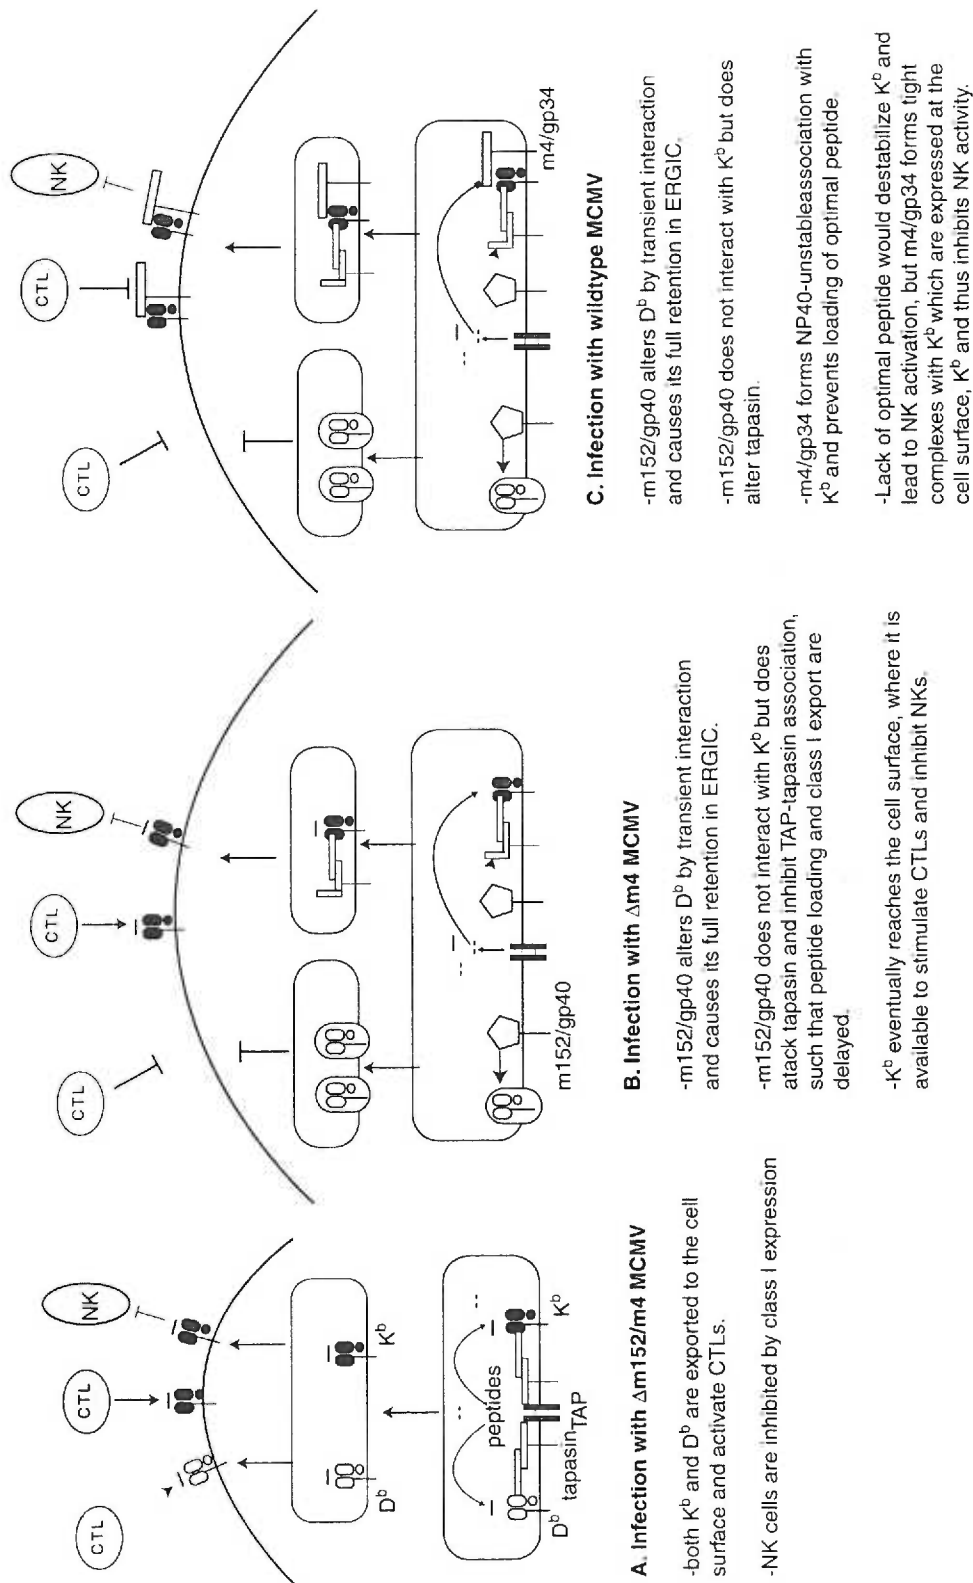 CTL
CTL
NK
D^b
K^b
peptides
D^b
tapasin
TAP
K^b
A. Infection with Δm152/m4 MCMV
-both K^b and D^b are exported to the cell
surface and activate CTLs.
-NK cells are inhibited by class I expression
CTL
CTL
NK
m152/gp40
B. Infection with Δm4 MCMV
-m152/gp40 alters D^b by transient interaction
and causes its full retention in ERGIC.
-m152/gp40 does not interact with K^b but does
atack tapasin and inhibit TAP-tapasin association,
such that peptide loading and class I export are
delayed.
-K^b eventually reaches the cell surface, where it is
available to stimulate CTLs and inhibit NKs.
CTL
CTL
NK
m4/gp34
C. Infection with wildtype MCMV
-m152/gp40 alters D^b by transient interaction
and causes its full retention in ERGIC.
-m152/gp40 does not interact with K^b but does
alter tapasin.
-m4/gp34 forms NP40-unstableassociation with
K^b and prevents loading of optimal peptide.
-Lack of optimal peptide would destabilize K^b and
lead to NK activation, but m4/gp34 forms tight
complexes with K^b which are expressed at the
cell surface, K^b and thus inhibits NK activity.